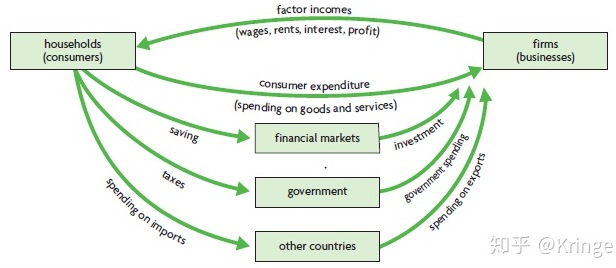 factor incomes
(wages, rents, interest, profit)
households
(consumers)
firms
(businesses)
consumer expenditure
(spending on goods and services)
saving
financial markets
investment
taxes
government
government spending
spending on imports
other countries
spending on exports
知乎 @Kringe